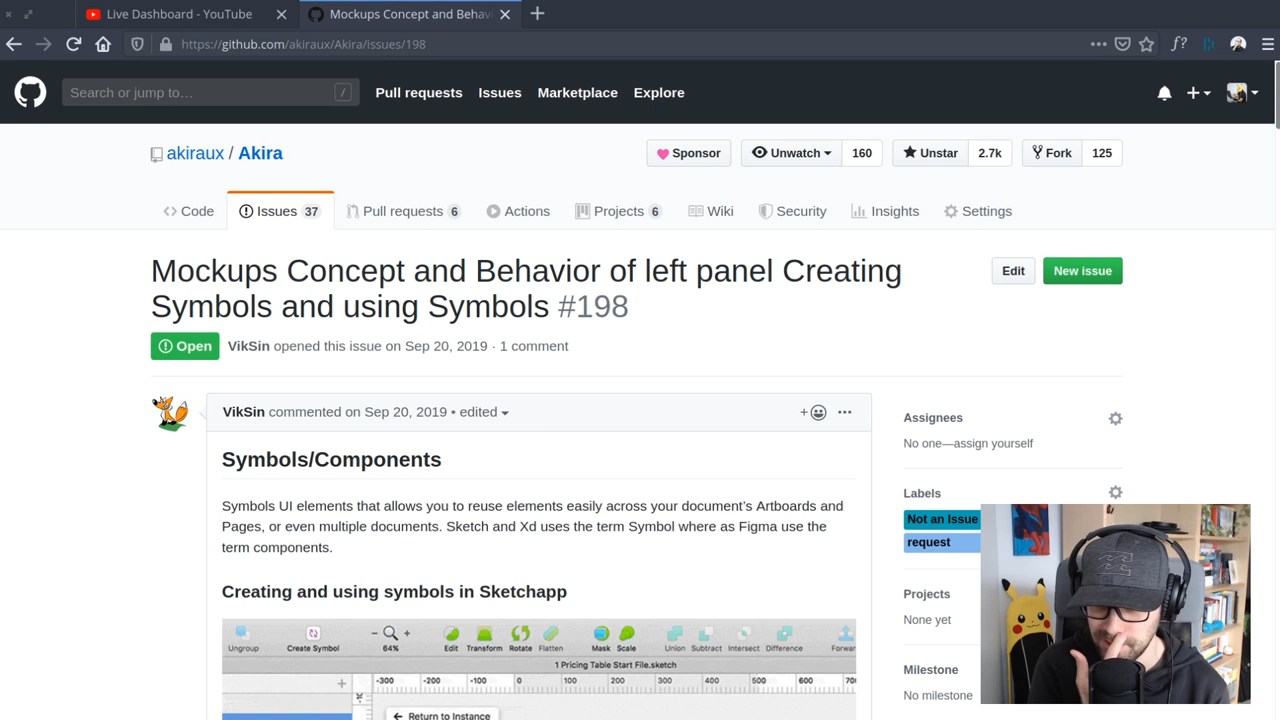 Live Dashboard - YouTube
Mockups Concept and Behavi
https://github.com/akiraux/Akira/issues/198
Search or jump to… /
Pull requests Issues Marketplace Explore
akiraux / Akira
Sponsor Unwatch 160 Unstar 2.7k Fork 125
Code Issues 37 Pull requests 6 Actions Projects 6 Wiki Security Insights Settings
Mockups Concept and Behavior of left panel Creating
Symbols and using Symbols #198
Edit New issue
Open VikSin opened this issue on Sep 20, 2019 · 1 comment
VikSin commented on Sep 20, 2019 • edited
Symbols/Components
Symbols UI elements that allows you to reuse elements easily across your document's Artboards and
Pages, or even multiple documents. Sketch and Xd uses the term Symbol where as Figma use the
term components.
Creating and using symbols in Sketchapp
Ungroup Create Symbol 64% Edit Transform Rotate Flatten Mask Scale Union Subtract Intersect Difference Forwar
1 Pricing Table Start File.sketch
-300 -200 -100 0 100 200 300 400 500 600 70
Return to Instance
Assignees
No one—assign yourself
Labels
Not an Issue
request
Projects
None yet
Milestone
No milestone